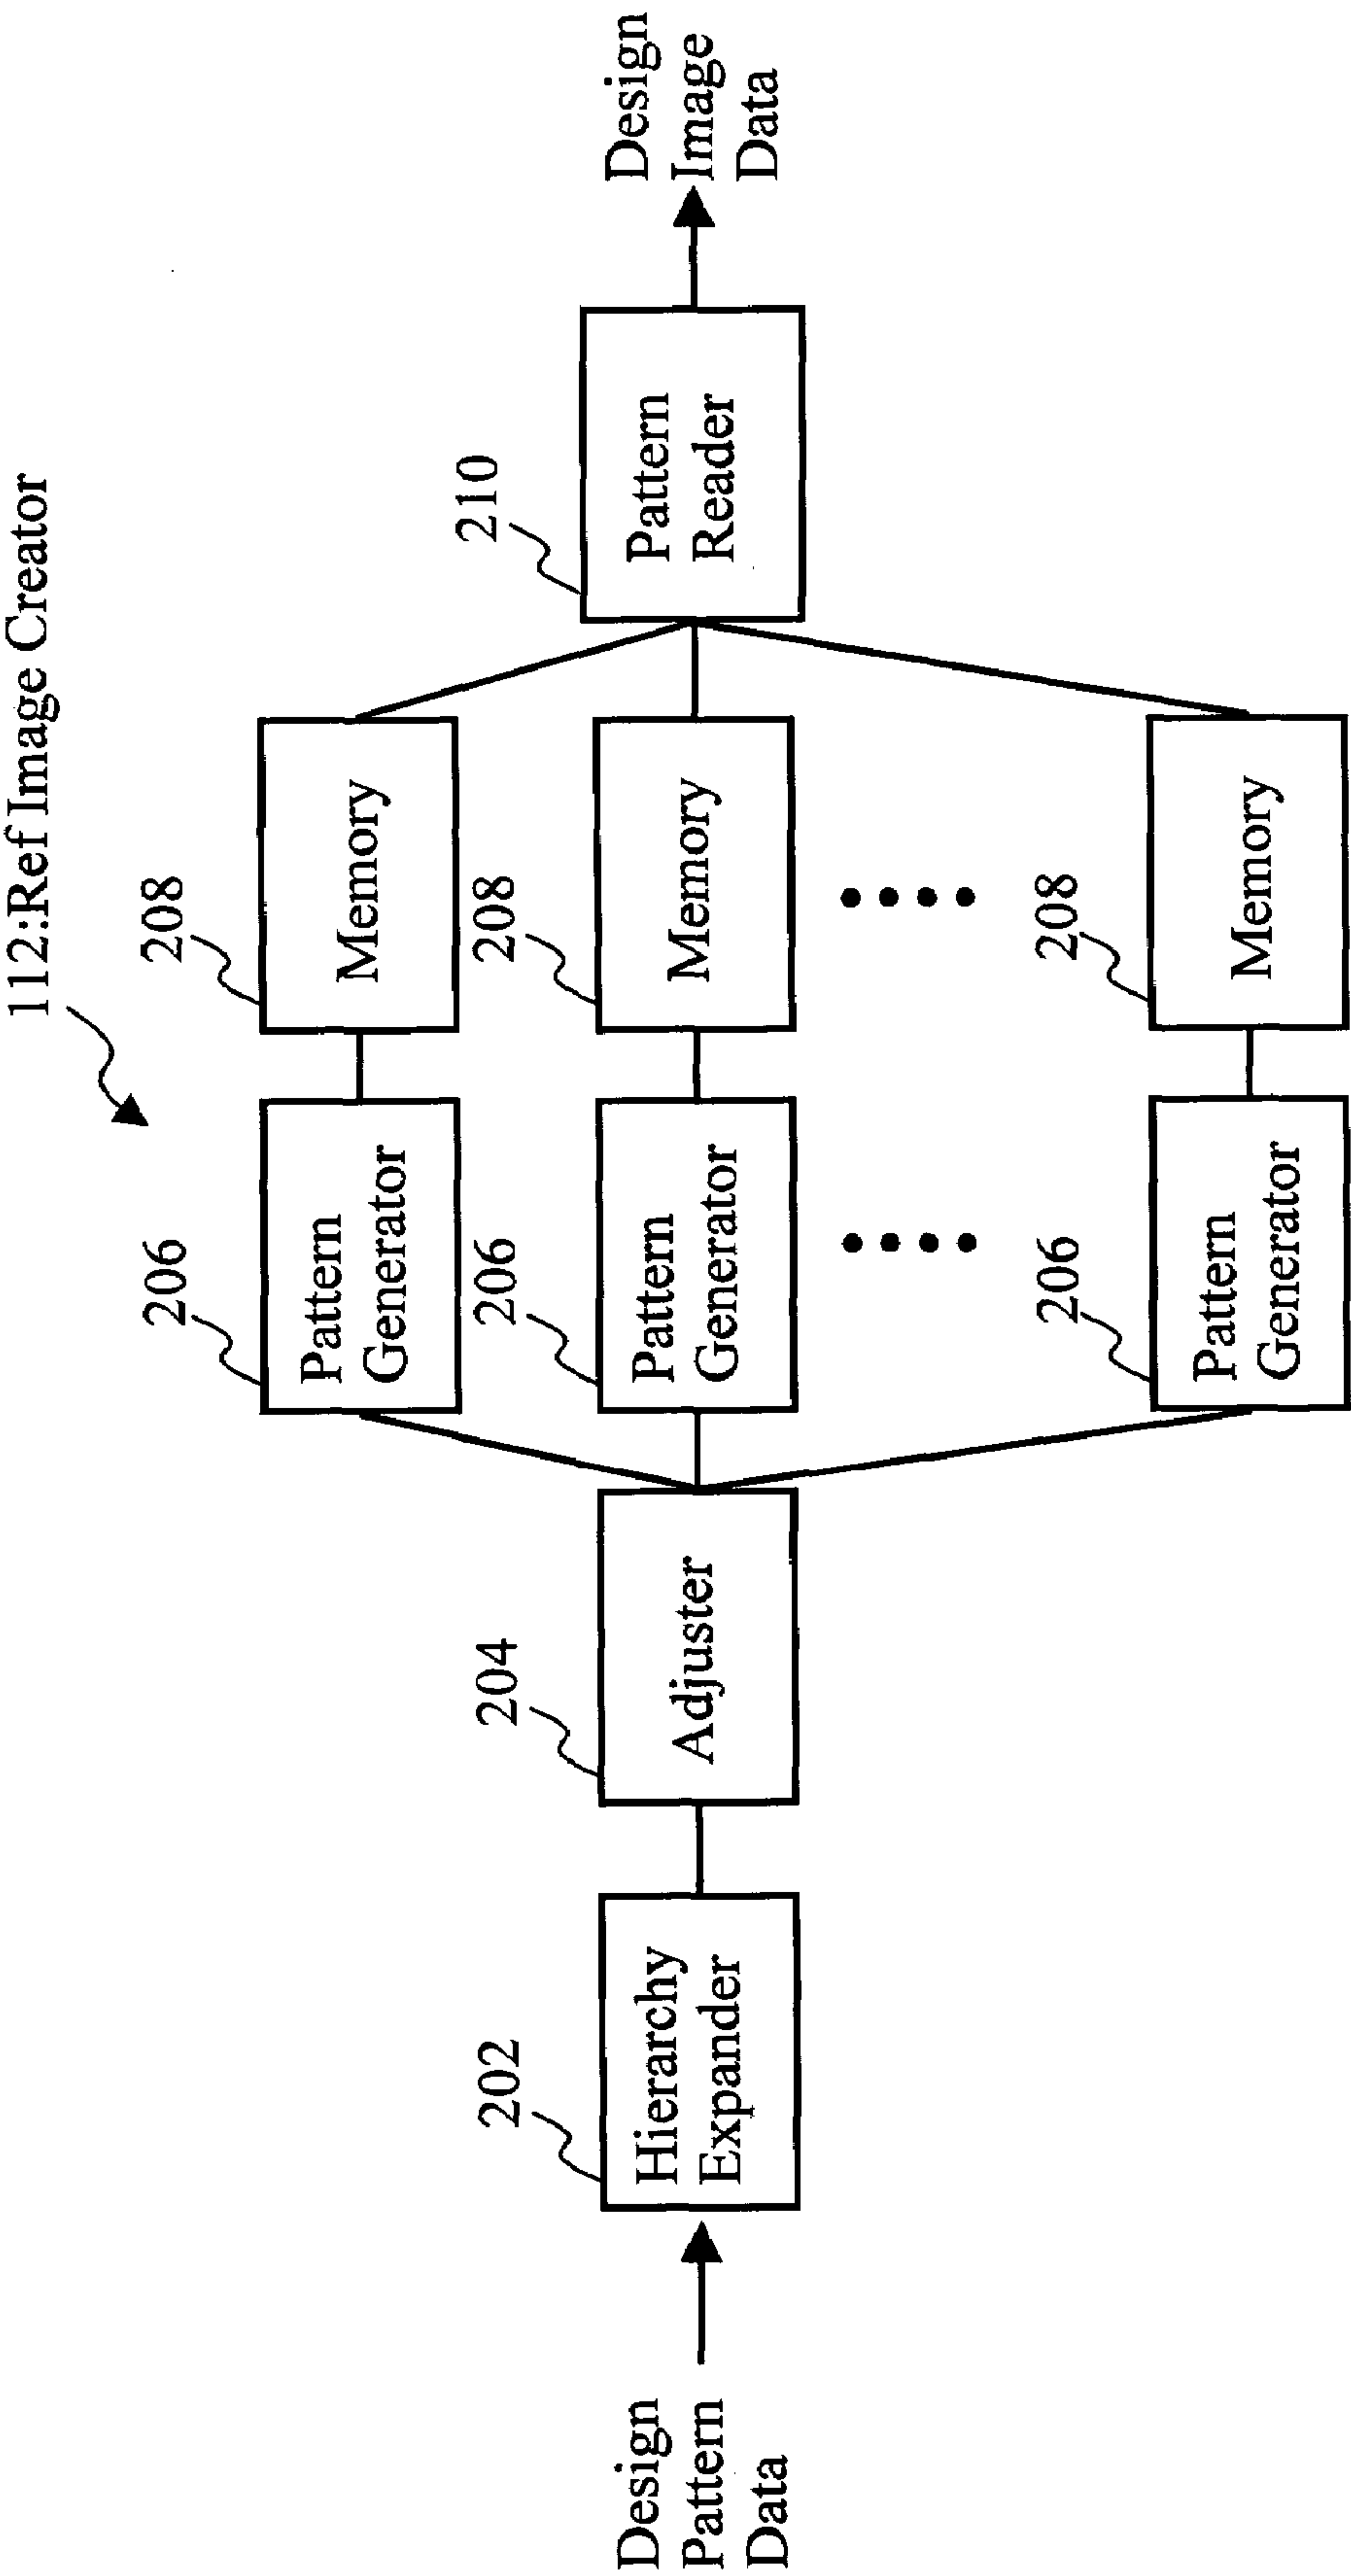 112:Ref Image Creator
Design
Pattern
Data
202
Hierarchy
Expander
204
Adjuster
206
Pattern
Generator
208
Memory
206
Pattern
Generator
208
Memory
206
Pattern
Generator
208
Memory
210
Pattern
Reader
Design
Image
Data